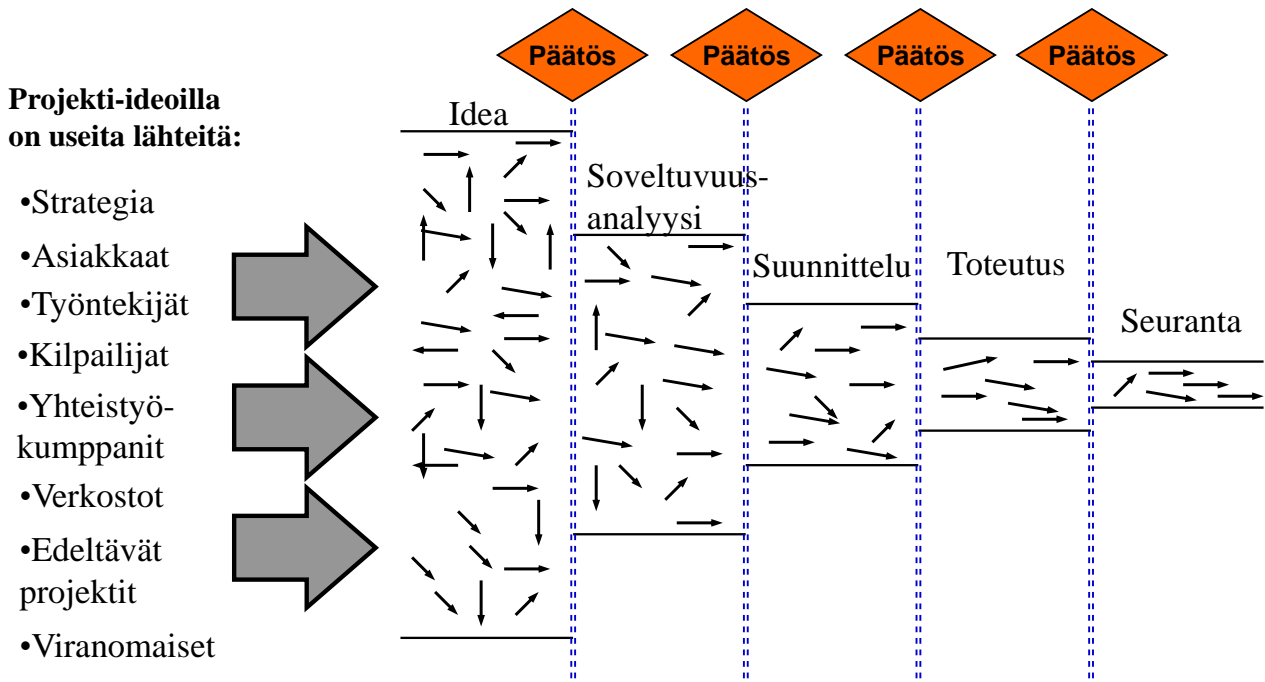 Päätös
Päätös
Päätös
Päätös
Projekti-ideoilla
on useita lähteitä:
•Strategia
•Asiakkaat
•Työntekijät
•Kilpailijat
•Yhteistyö-
kumppanit
•Verkostot
•Edeltävät
projektit
•Viranomaiset
Idea
Soveltuvuus-
analyysi
Suunnittelu
Toteutus
Seuranta